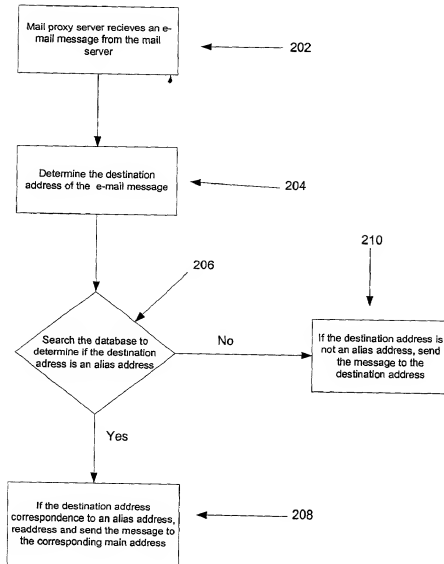 Mail proxy server recieves an e-
mail message from the mail
server
202
Determine the destination
address of the e-mail message
204
206
210
Search the database to
determine if the destination
adress is an alias address
No
If the destination address is
not an alias address, send
the message to the
destination address
Yes
If the destination address
correspondence to an alias address,
readdress and send the message to
the corresponding main address
208